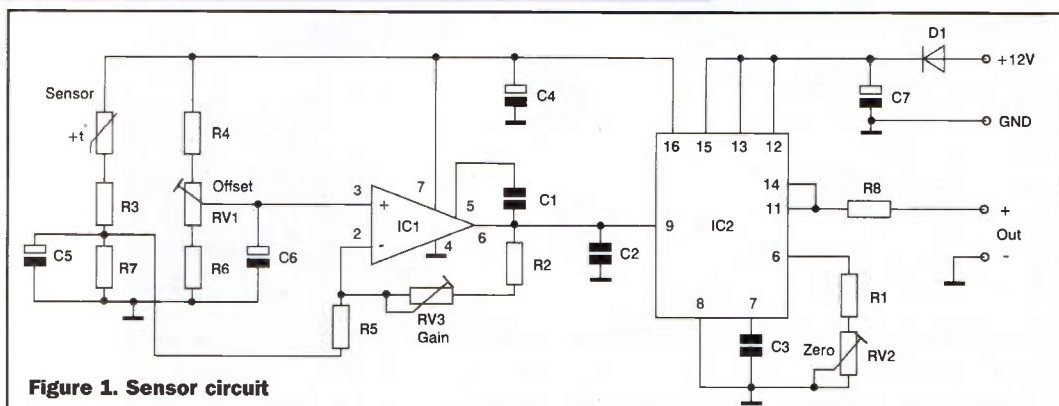 D1
+12V
Sensor
C4
C7
+t°
R4
GND
16
15
13
12
R3
Offset
RV1
3
+
7
IC1
5
C1
14
11
R8
+
Out
-
2
-
4
6
9
IC2
C5
R7
R6
C6
R2
C2
6
R1
R5
RV3
Gain
8
7
C3
Zero
RV2
Figure 1. Sensor circuit